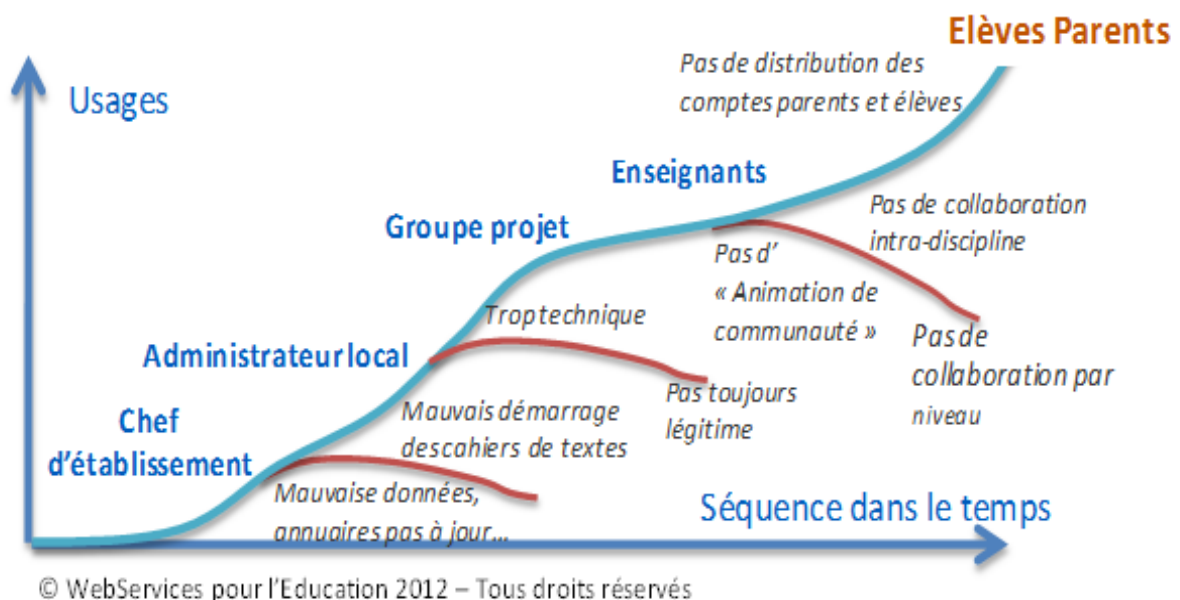 Elèves Parents
Pas de distribution des
comptes parents et élèves
Usages
Enseignants
Groupe projet
Pas de collaboration
intra-discipline
Pas d’
« Animation de
communauté »
Trop technique
Administrateur local
Pas de
collaboration par
niveau
Pas toujours
légitime
Mauvais démarrage
des cahiers de textes
Chef
d’établissement
Mauvaise données,
annuaires pas à jour...
Séquence dans le temps
© WebServices pour l’Education 2012 – Tous droits réservés